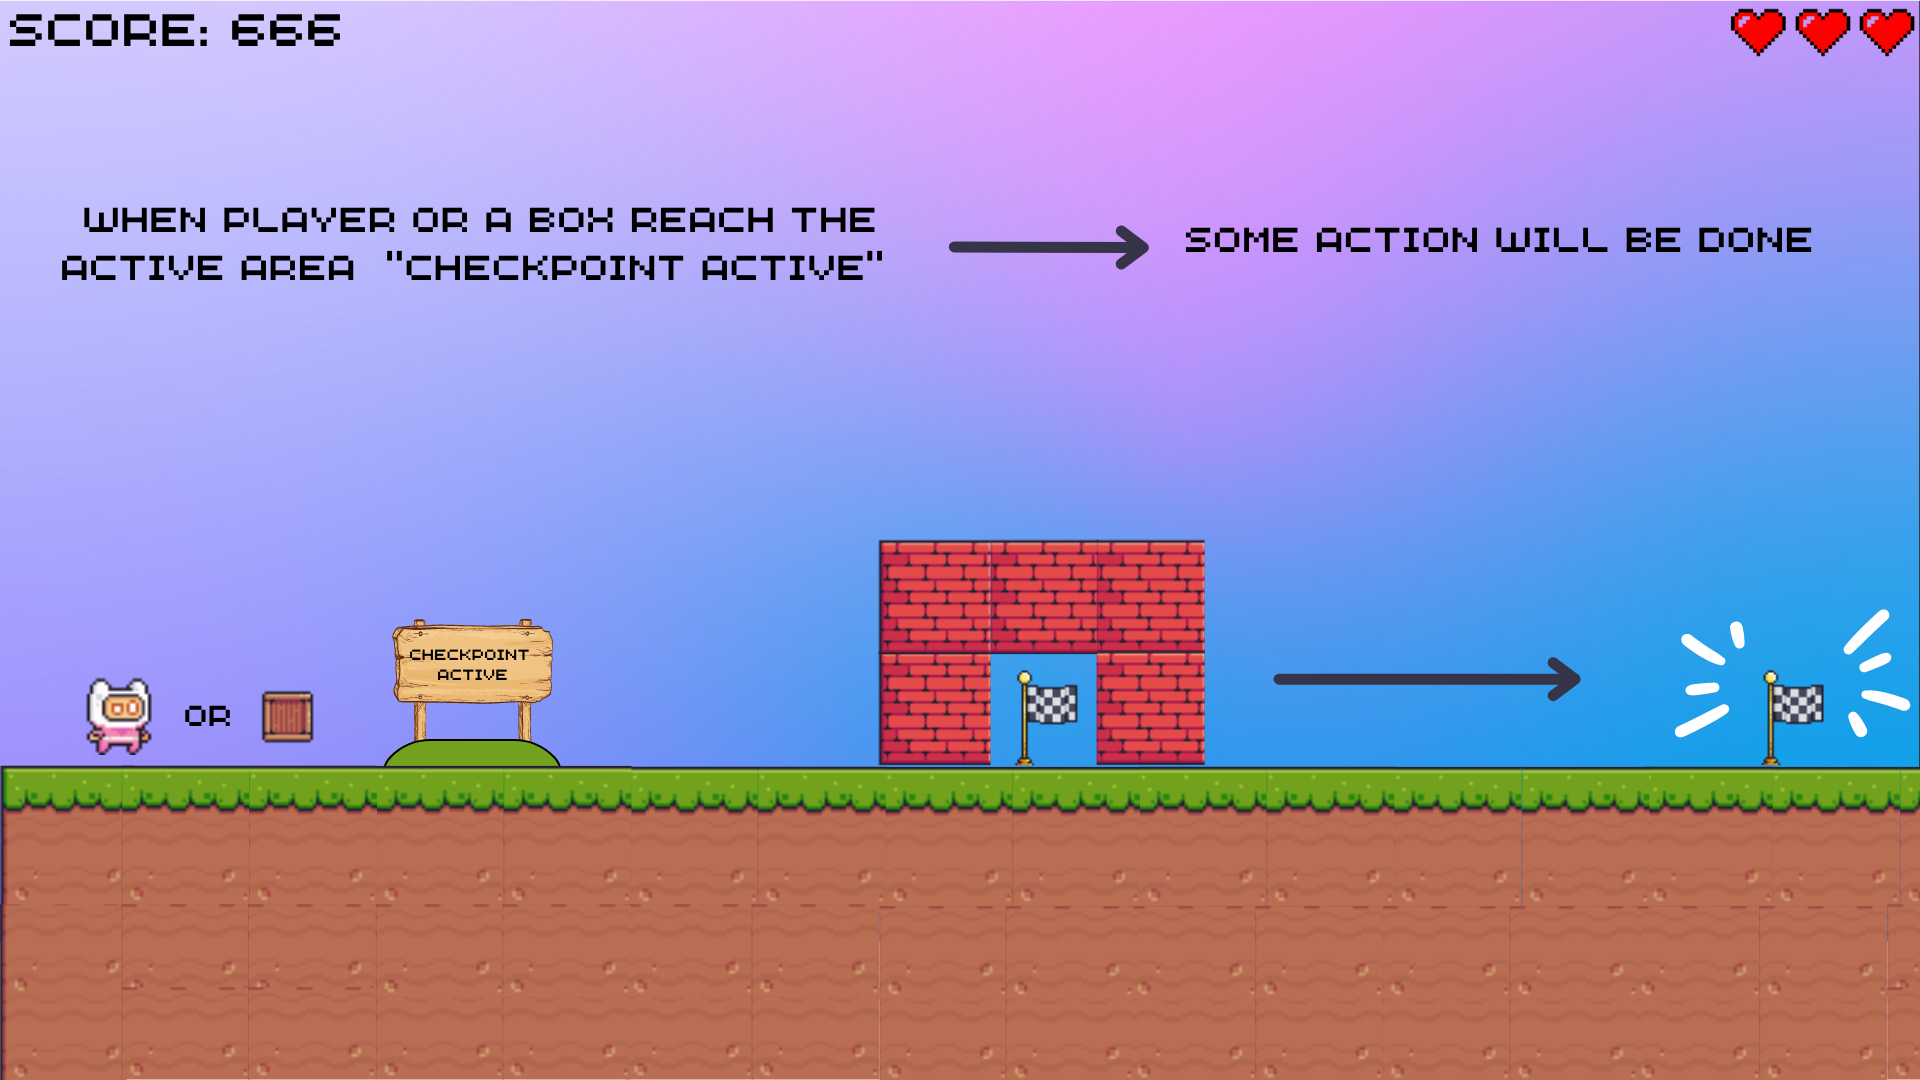 SCORE: 666
WHEN PLAYER OR A BOX REACH THE
ACTIVE AREA "CHECKPOINT ACTIVE"
SOME ACTION WILL BE DONE
CHECKPOINT
ACTIVE
OR